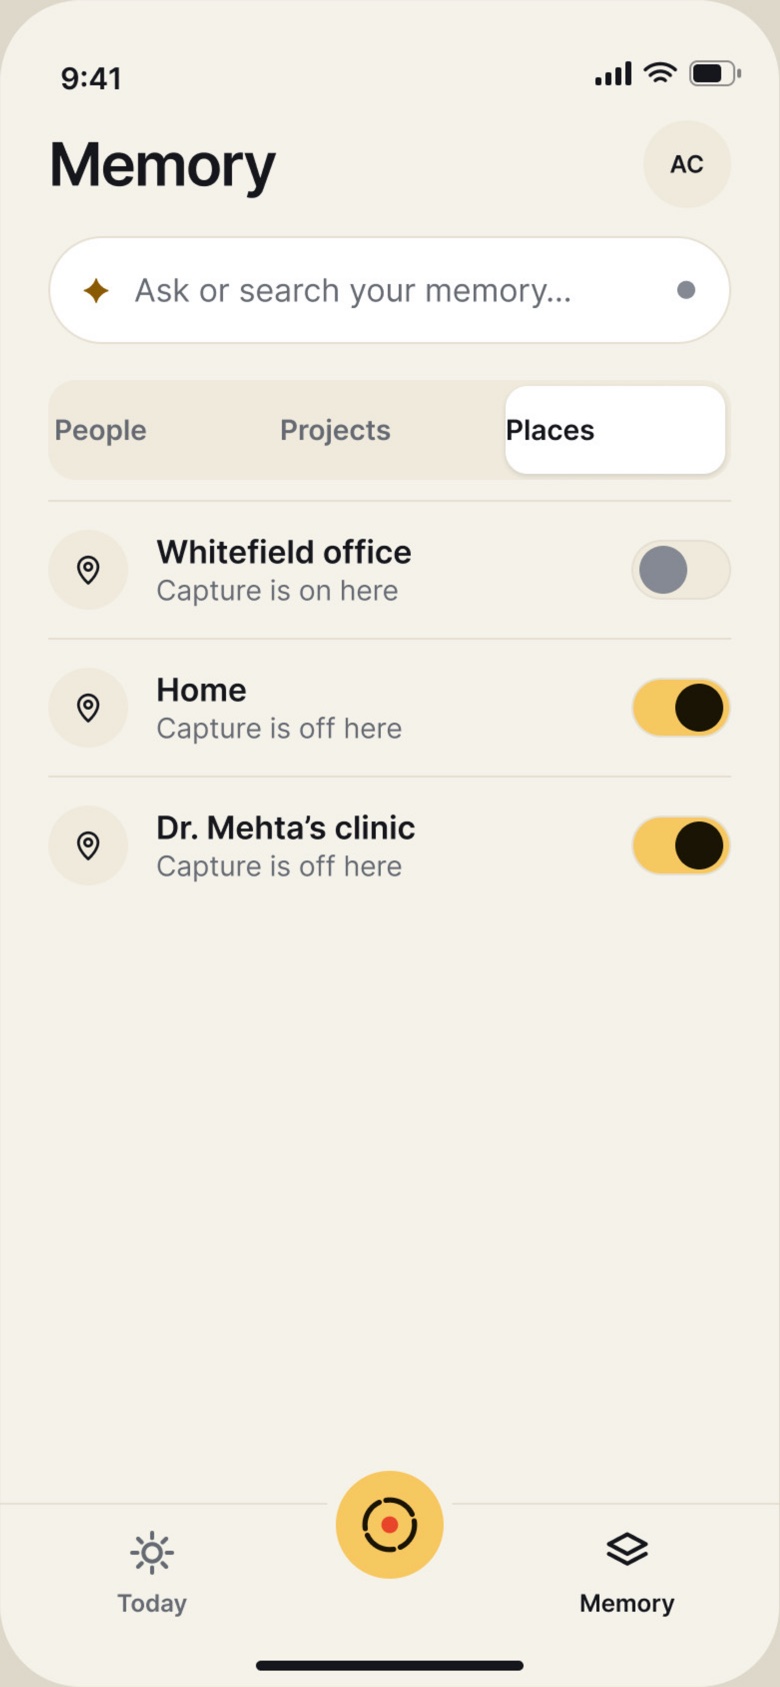 9:41
Memory
AC
Ask or search your memory...
People Projects Places
Whitefield office
Capture is on here
Home
Capture is off here
Dr. Mehta’s clinic
Capture is off here
Today Memory